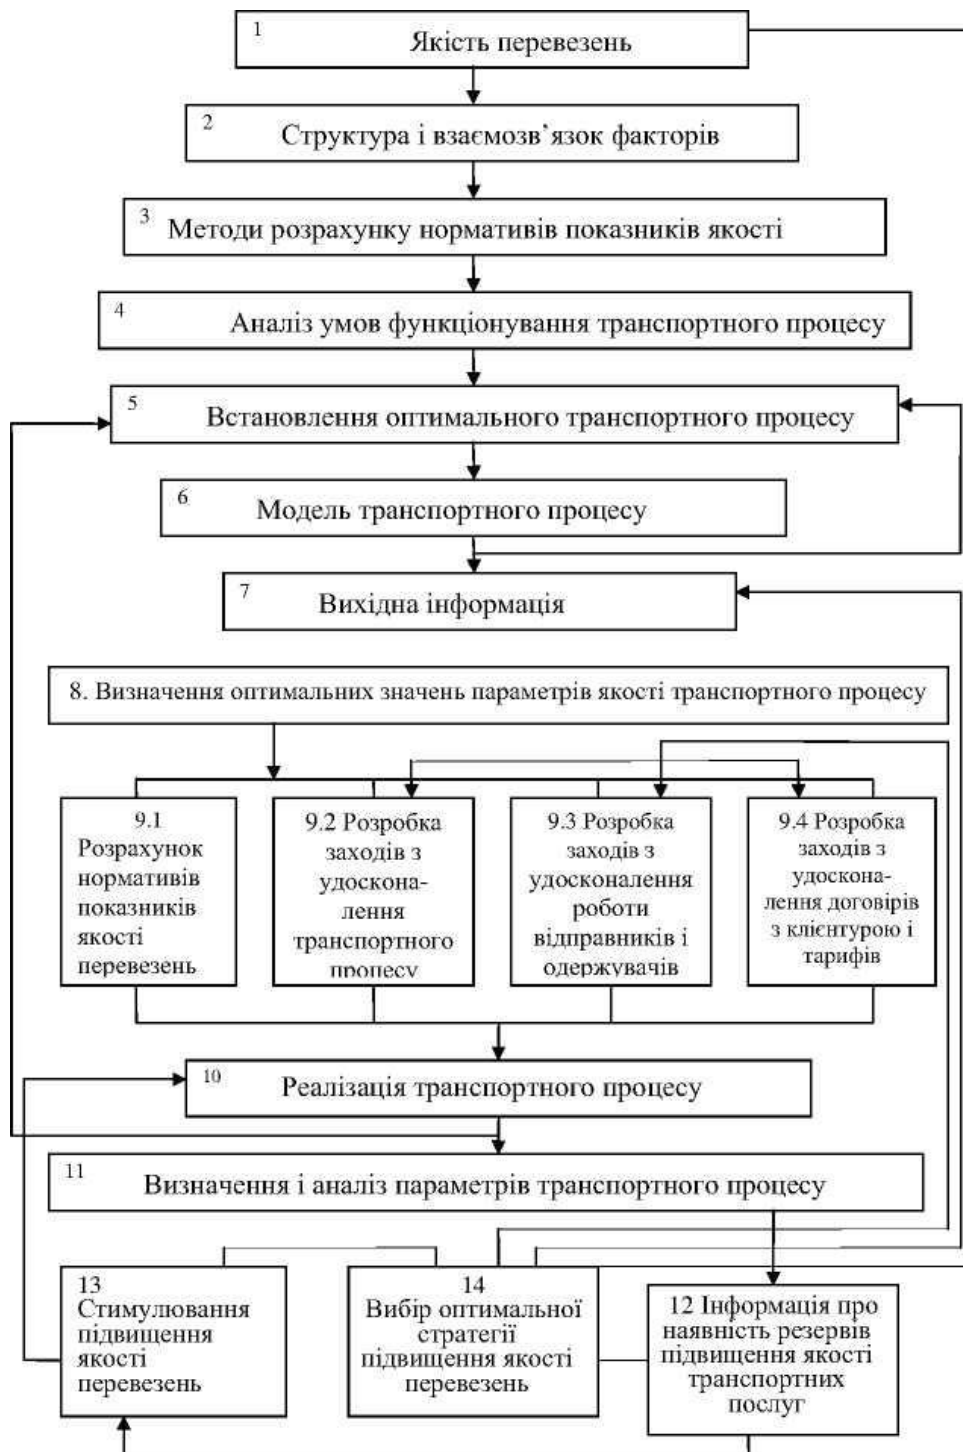 1
Якість перевезень
2
Структура і взаємозв’язок факторів
3
Методи розрахунку нормативів показників якості
4
Аналіз умов функціонування транспортного процесу
5
Встановлення оптимального транспортного процесу
6
Модель транспортного процесу
7
Вихідна інформація
8. Визначення оптимальних значень параметрів якості транспортного процесу
9.1
Розрахунок
нормативів
показників
якості
перевезень
9.2 Розробка
заходів з
удоскона-
лення
транспортного
процесу
9.3 Розробка
заходів з
удосконалення
роботи
відправників і
одержувачів
9.4 Розробка
заходів з
удоскона-
лення договірів
з клієнтурою і
тарифів
10
Реалізація транспортного процесу
11
Визначення і аналіз параметрів транспортного процесу
13
Стимулювання
підвищення
якості
перевезень
14
Вибір оптимальної
стратегії
підвищення якості
перевезень
12 Інформація про
наявність резервів
підвищення якості
транспортних
послуг